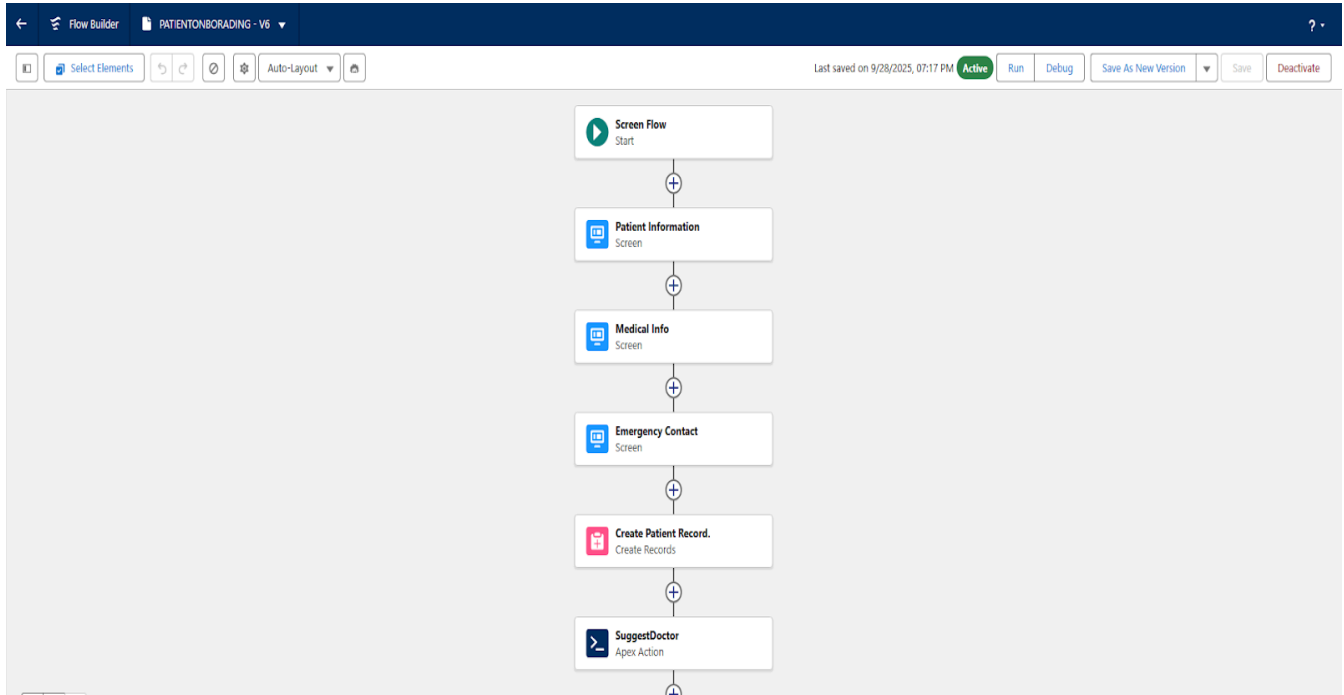 Flow Builder PATIENTONBORADING - V6 ?
Select Elements Auto-Layout Last saved on 9/28/2025, 07:17 PM Active Run Debug Save As New Version Save Deactivate
Screen Flow
Start
Patient Information
Screen
Medical Info
Screen
Emergency Contact
Screen
Create Patient Record.
Create Records
SuggestDoctor
Apex Action